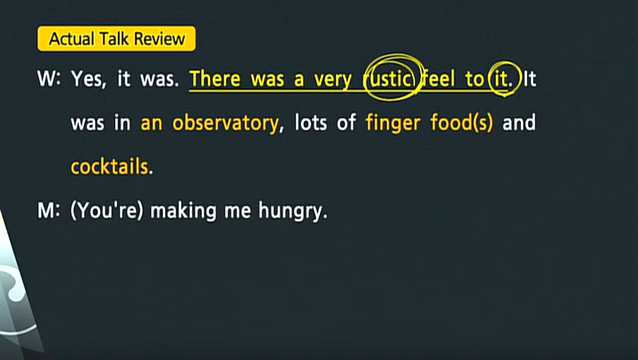 Actual Talk Review
W: Yes, it was. There was a very rustic feel to it. It
was in an observatory, lots of finger food(s) and
cocktails.
M: (You're) making me hungry.